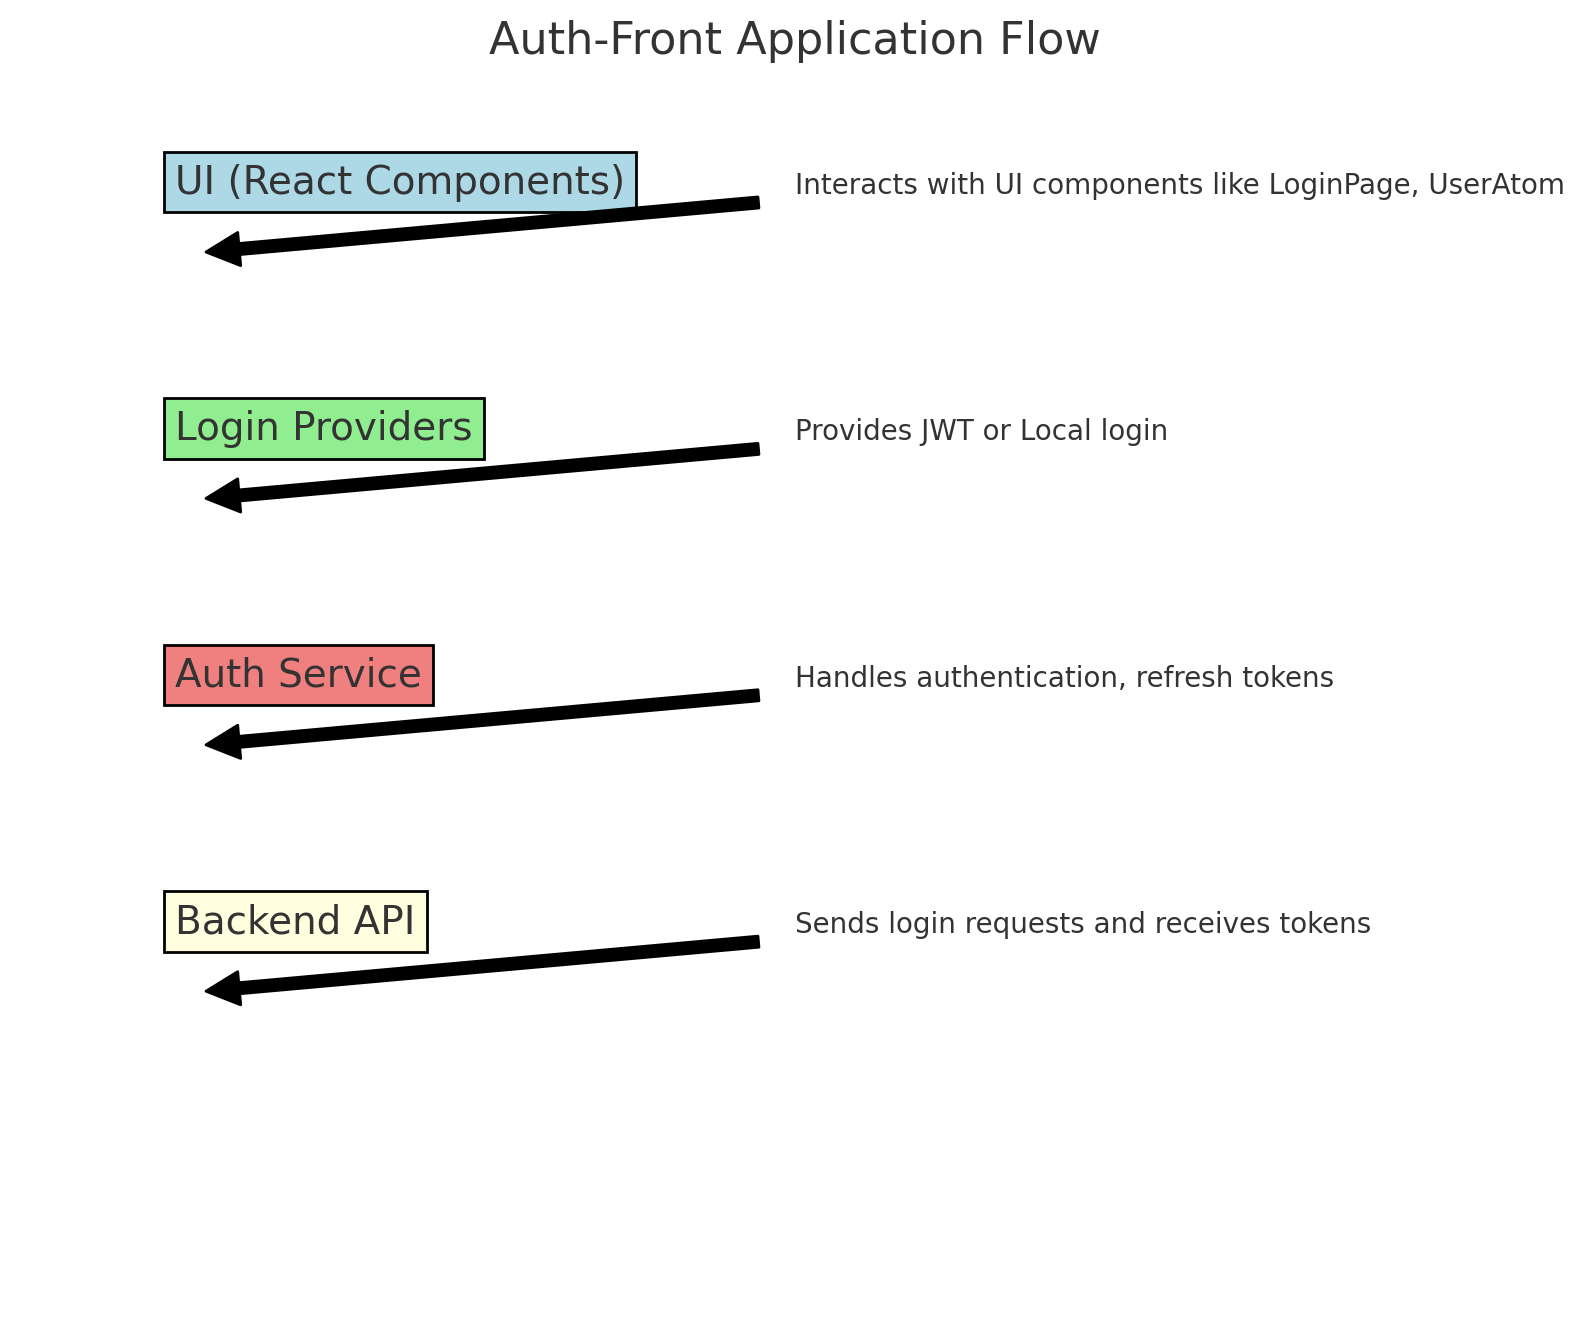 Auth-Front Application Flow
UI (React Components)
Interacts with UI components like LoginPage, UserAtom
Login Providers
Provides JWT or Local login
Auth Service
Handles authentication, refresh tokens
Backend API
Sends login requests and receives tokens